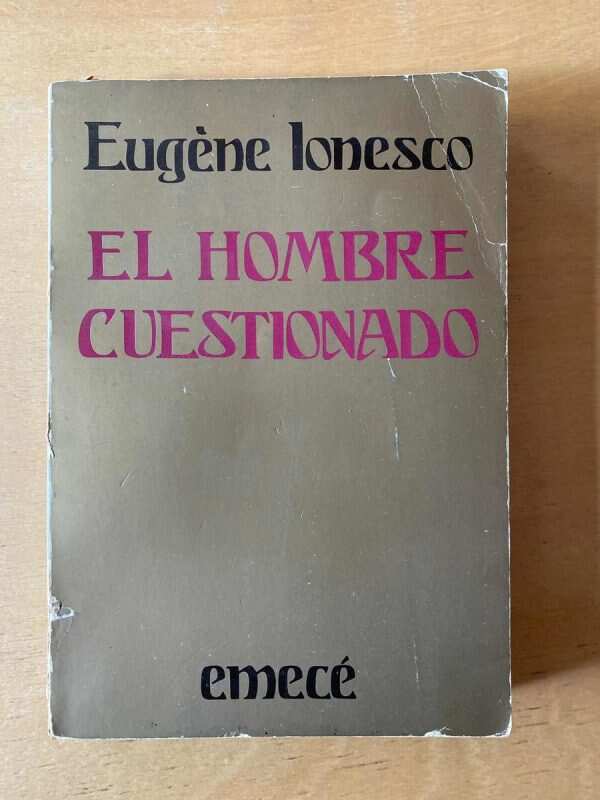 Eugène Ionesco
EL HOMBRE
CUESTIONADO
emecé